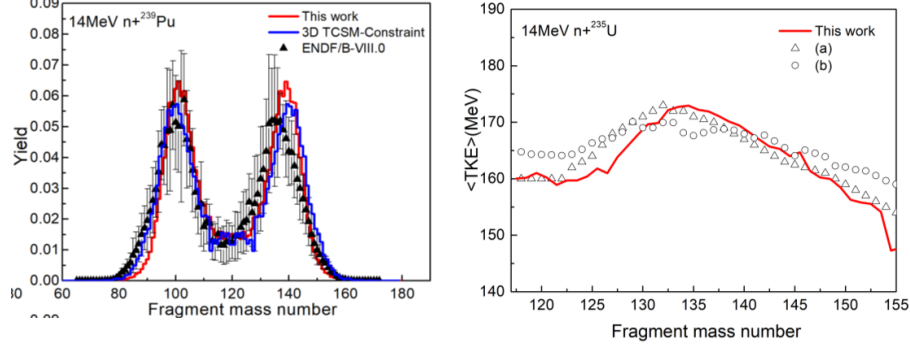 14MeV n+²³⁹Pu
This work
3D TCSM-Constraint
ENDF/B-VIII.0
Yield
0.09
0.08
0.07
0.06
0.05
0.04
0.03
0.02
0.01
0.00
60 80 100 120 140 160 180
Fragment mass number
14MeV n+²³⁵U
This work
(a)
(b)
<TKE>(MeV)
190
180
170
160
150
140
120 125 130 135 140 145 150 155
Fragment mass number